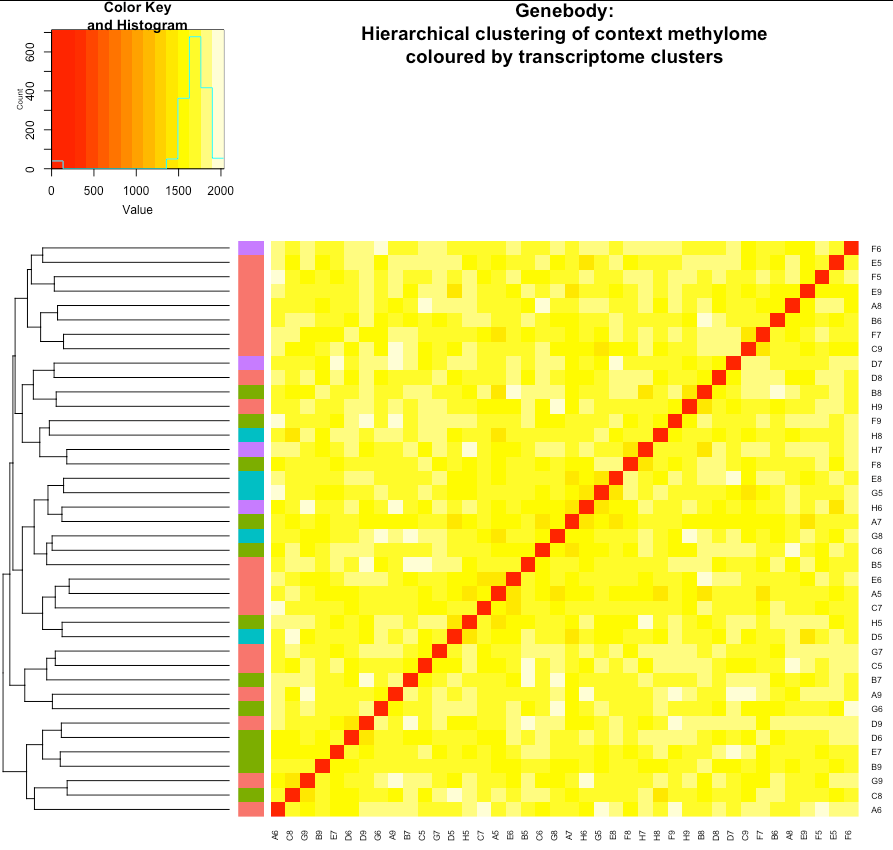 Color Key
and Histogram
Genebody:
Hierarchical clustering of context methylome
coloured by transcriptome clusters
Count
0 200 400 600
0 500 1000 1500 2000
Value
F6
E5
F5
E9
A8
B6
F7
C9
D7
D8
B8
H9
F9
H8
H7
F8
E8
G5
H6
A7
G8
C6
B5
E6
A5
C7
H5
D5
G7
C5
B7
A9
G6
D9
D6
E7
B9
G9
C8
A6
A6 C8 G9 B9 E7 D6 D9 G6 A9 B7 C5 G7 D5 H5 C7 A5 E6 B5 C6 G8 A7 H6 G5 E8 F8 H7 H8 F9 H9 B8 D8 D7 C9 F7 B6 A8 E9 F5 E5 F6